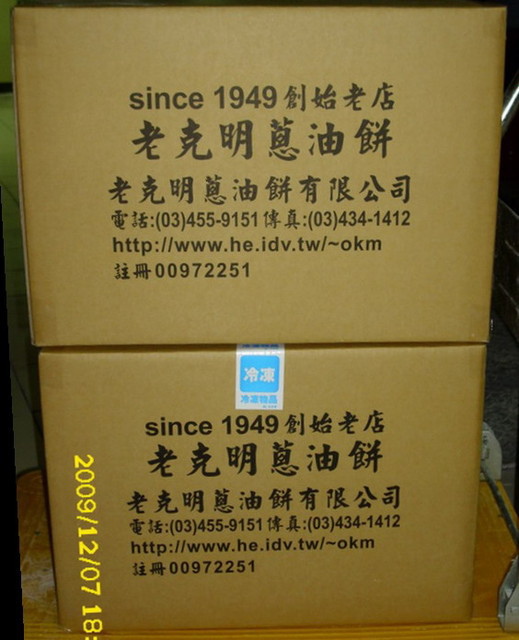 since 1949 創始老店
老克明蔥油餅
老克明蔥油餅有限公司
電話:(03)455-9151 傳真:(03)434-1412
http://www.he.idv.tw/~okm
註冊00972251
冷凍
冷凍物品
since 1949 創始老店
老克明蔥油餅
老克明蔥油餅有限公司
電話:(03)455-9151 傳真:(03)434-1412
http://www.he.idv.tw/~okm
註冊00972251
2009/12/07 18: